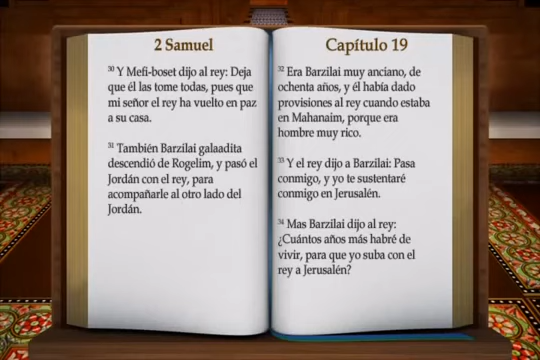 2 Samuel
30 Y Mefi-boset dijo al rey: Deja
que él las tome todas, pues que
mi señor el rey ha vuelto en paz
a su casa.
31 También Barzilai galaadita
descendió de Rogelim, y pasó el
Jordán con el rey, para
acompañarle al otro lado del
Jordán.
Capítulo 19
32 Era Barzilai muy anciano, de
ochenta años, y él había dado
provisiones al rey cuando estaba
en Mahanaim, porque era
hombre muy rico.
33 Y el rey dijo a Barzilai: Pasa
conmigo, y yo te sustentaré
conmigo en Jerusalén.
34 Mas Barzilai dijo al rey:
¿Cuántos años más habré de
vivir, para que yo suba con el
rey a Jerusalén?